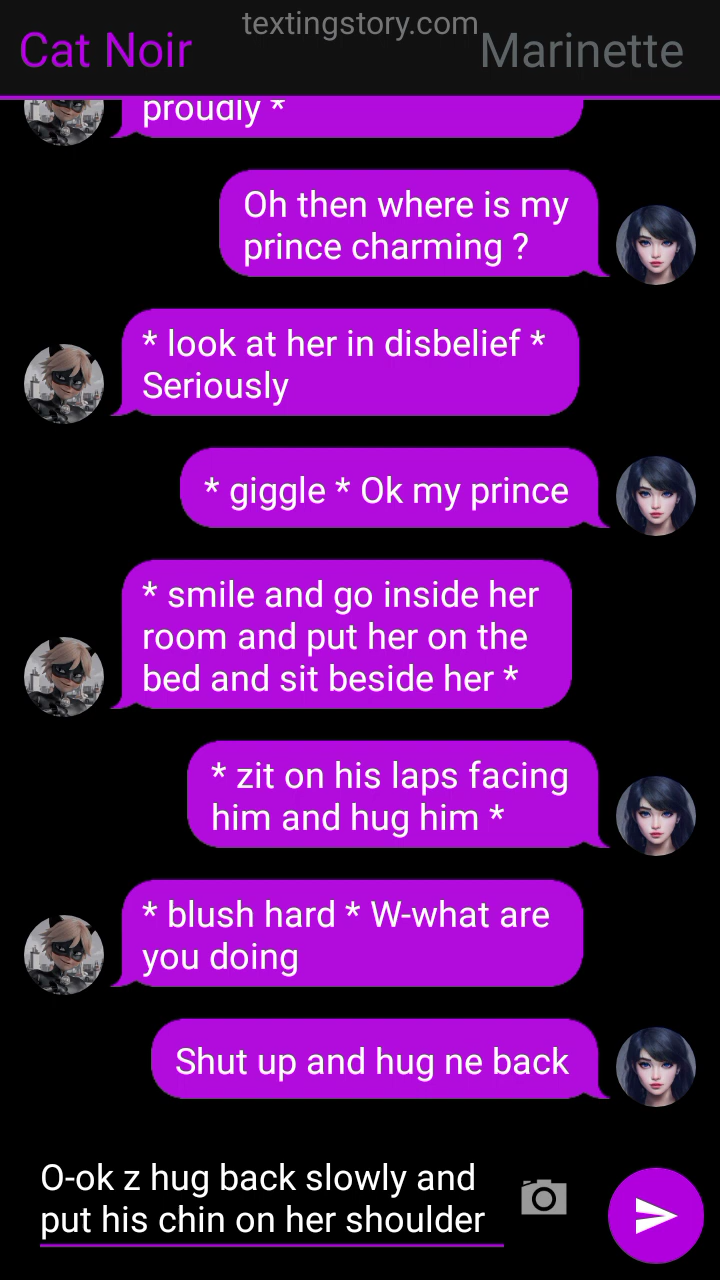 textingstory.com
Cat Noir
Marinette
proudly *
Oh then where is my
prince charming ?
* look at her in disbelief *
Seriously
* giggle * Ok my prince
* smile and go inside her
room and put her on the
bed and sit beside her *
* zit on his laps facing
him and hug him *
* blush hard * W-what are
you doing
Shut up and hug ne back
O-ok z hug back slowly and
put his chin on her shoulder